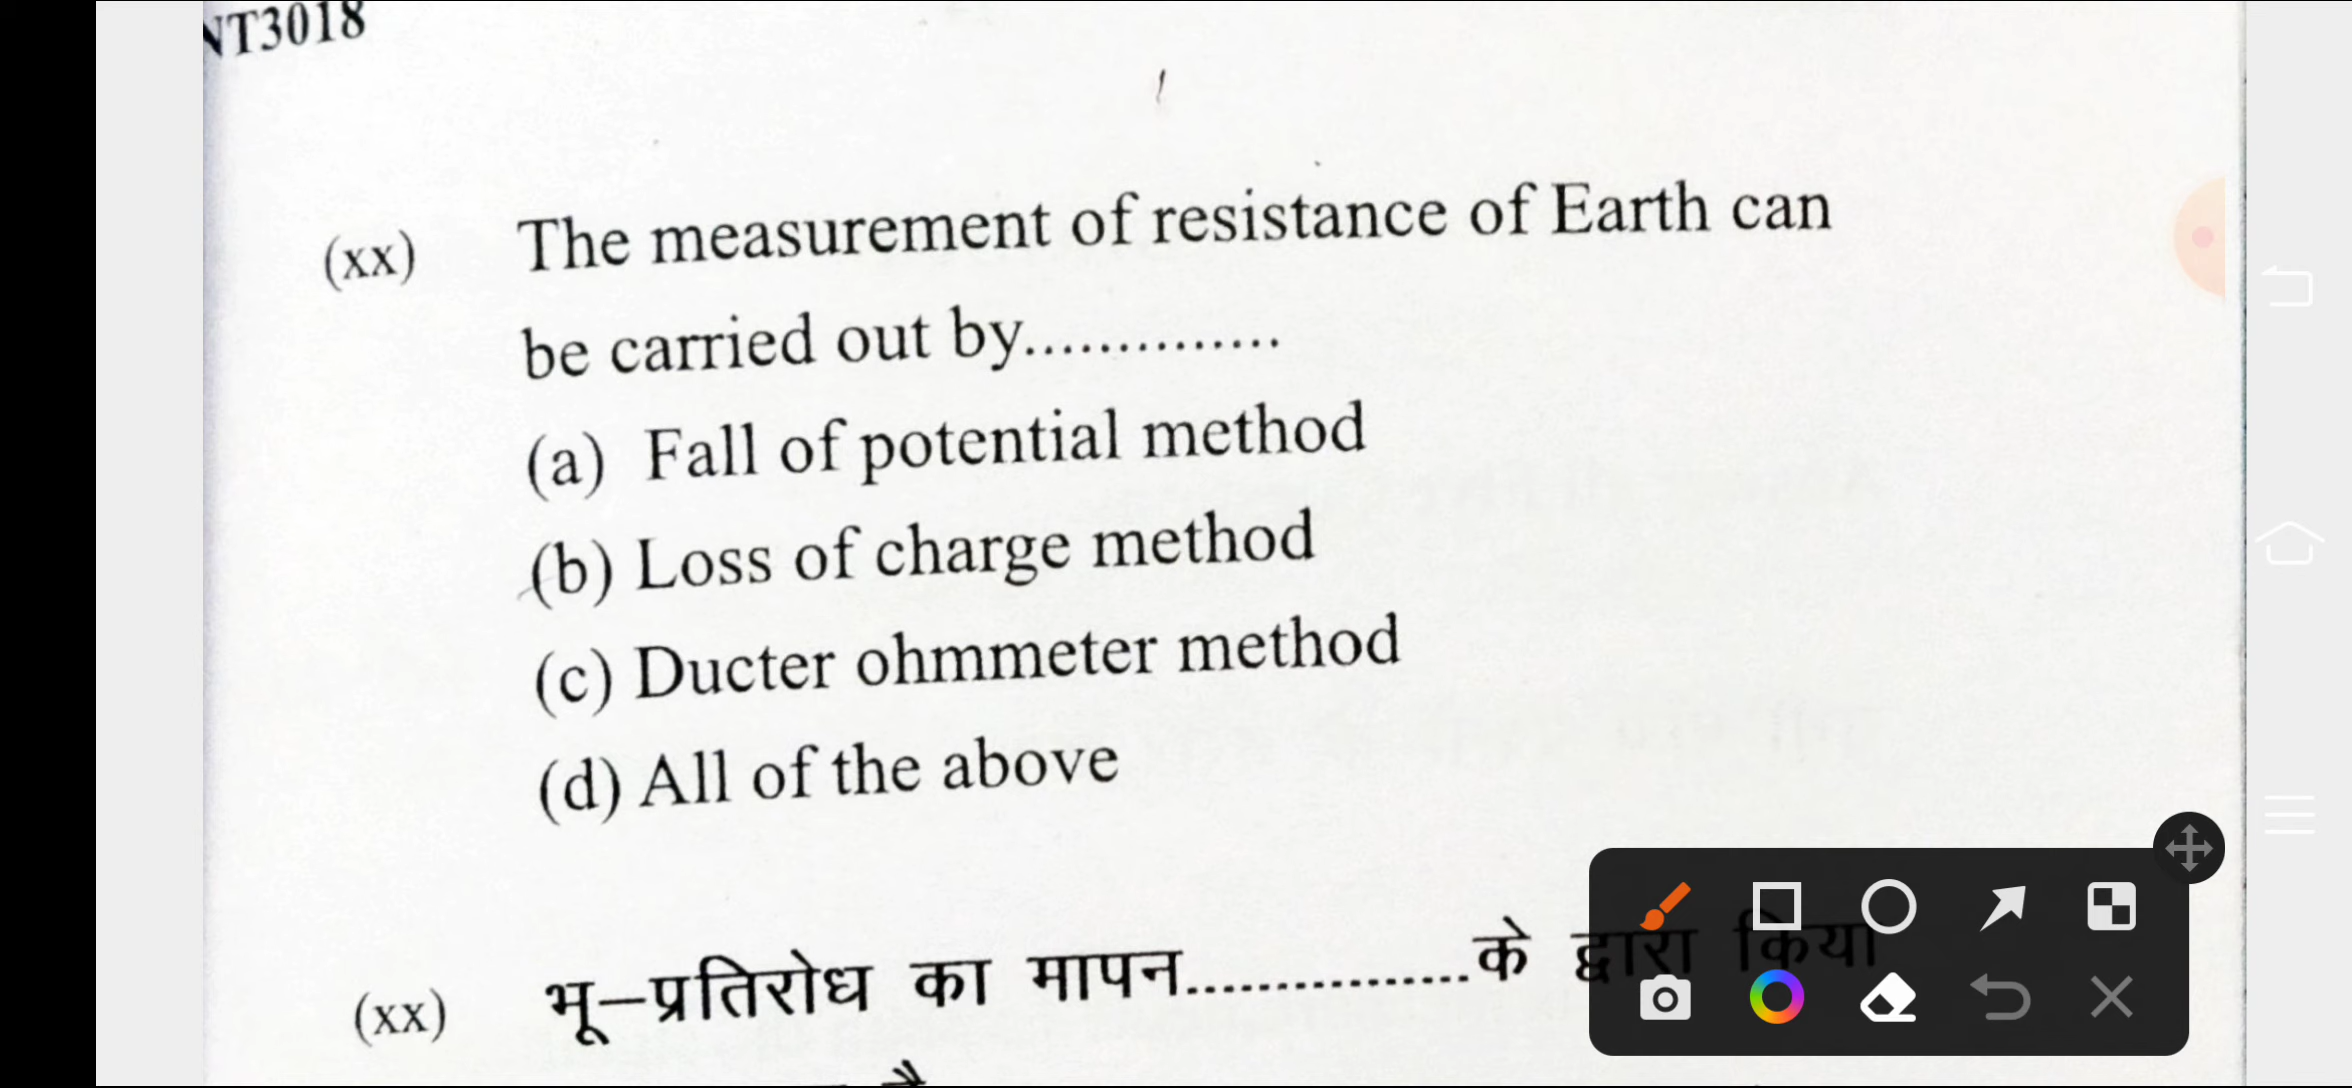 NT3018
(xx) The measurement of resistance of Earth can
be carried out by..............
(a) Fall of potential method
(b) Loss of charge method
(c) Ducter ohmmeter method
(d) All of the above
(xx) भू–प्रतिरोध का मापन................के द्वारा किया